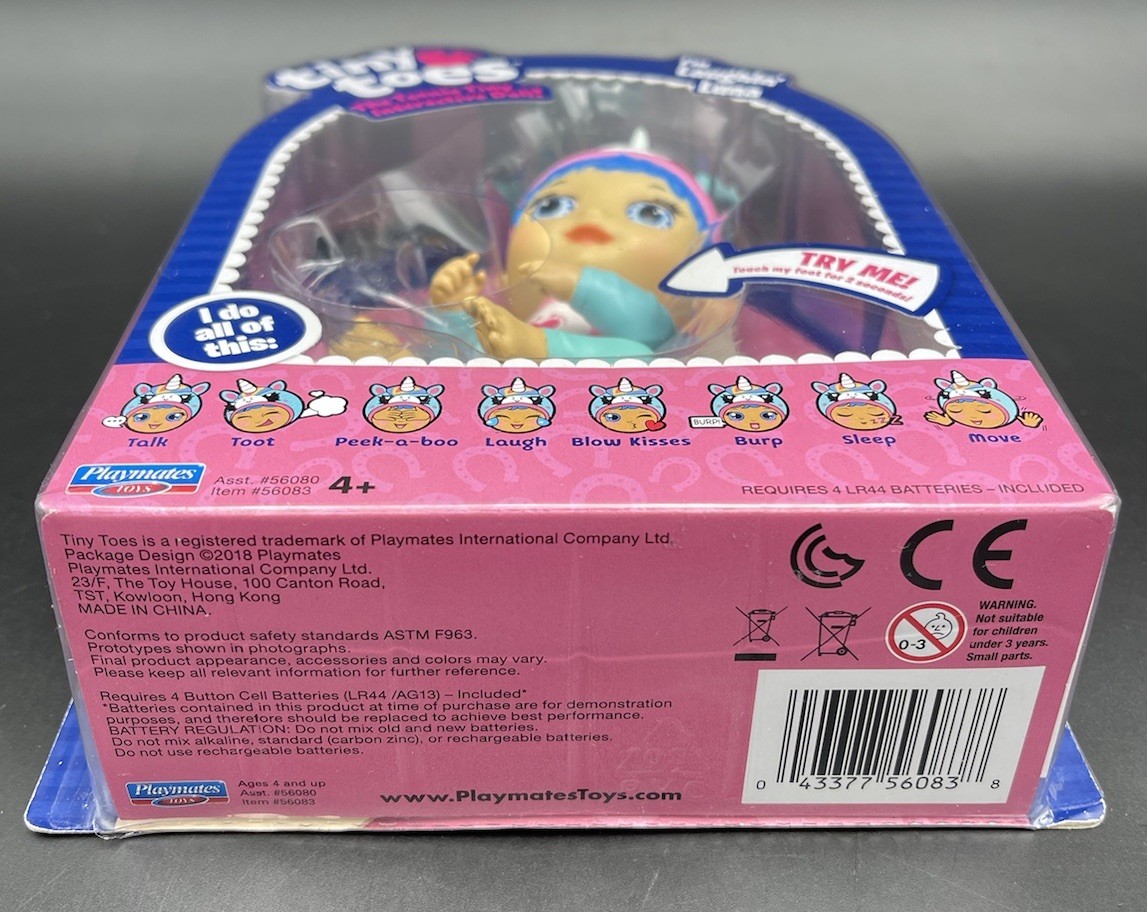 tiny
toes
The Totally Tiny
Interactive Doll!
I'm
Laughin'
Luna
TRY ME!
Touch my foot for 2 seconds!
I do
all of
this:
BURP!
Talk
Toot
Peek-a-boo
Laugh
Blow Kisses
Burp
Sleep
Move
Playmates
TOYS
Asst. #56080
Item #56083
4+
REQUIRES 4 LR44 BATTERIES – INCLUDED
Tiny Toes is a registered trademark of Playmates International Company Ltd.
Package Design ©2018 Playmates
Playmates International Company Ltd.
23/F, The Toy House, 100 Canton Road,
TST, Kowloon, Hong Kong
MADE IN CHINA.
Conforms to product safety standards ASTM F963.
Prototypes shown in photographs.
Final product appearance, accessories and colors may vary.
Please keep all relevant information for further reference.
Requires 4 Button Cell Batteries (LR44 /AG13) – Included*
*Batteries contained in this product at time of purchase are for demonstration
purposes, and therefore should be replaced to achieve best performance.
BATTERY REGULATION: Do not mix old and new batteries.
Do not mix alkaline, standard (carbon zinc), or rechargeable batteries.
Do not use rechargeable batteries.
Playmates
TOYS
Ages 4 and up
Asst. #56080
Item #56083
www.PlaymatesToys.com
CE
0-3
WARNING.
Not suitable
for children
under 3 years.
Small parts.
0 43377 56083 8